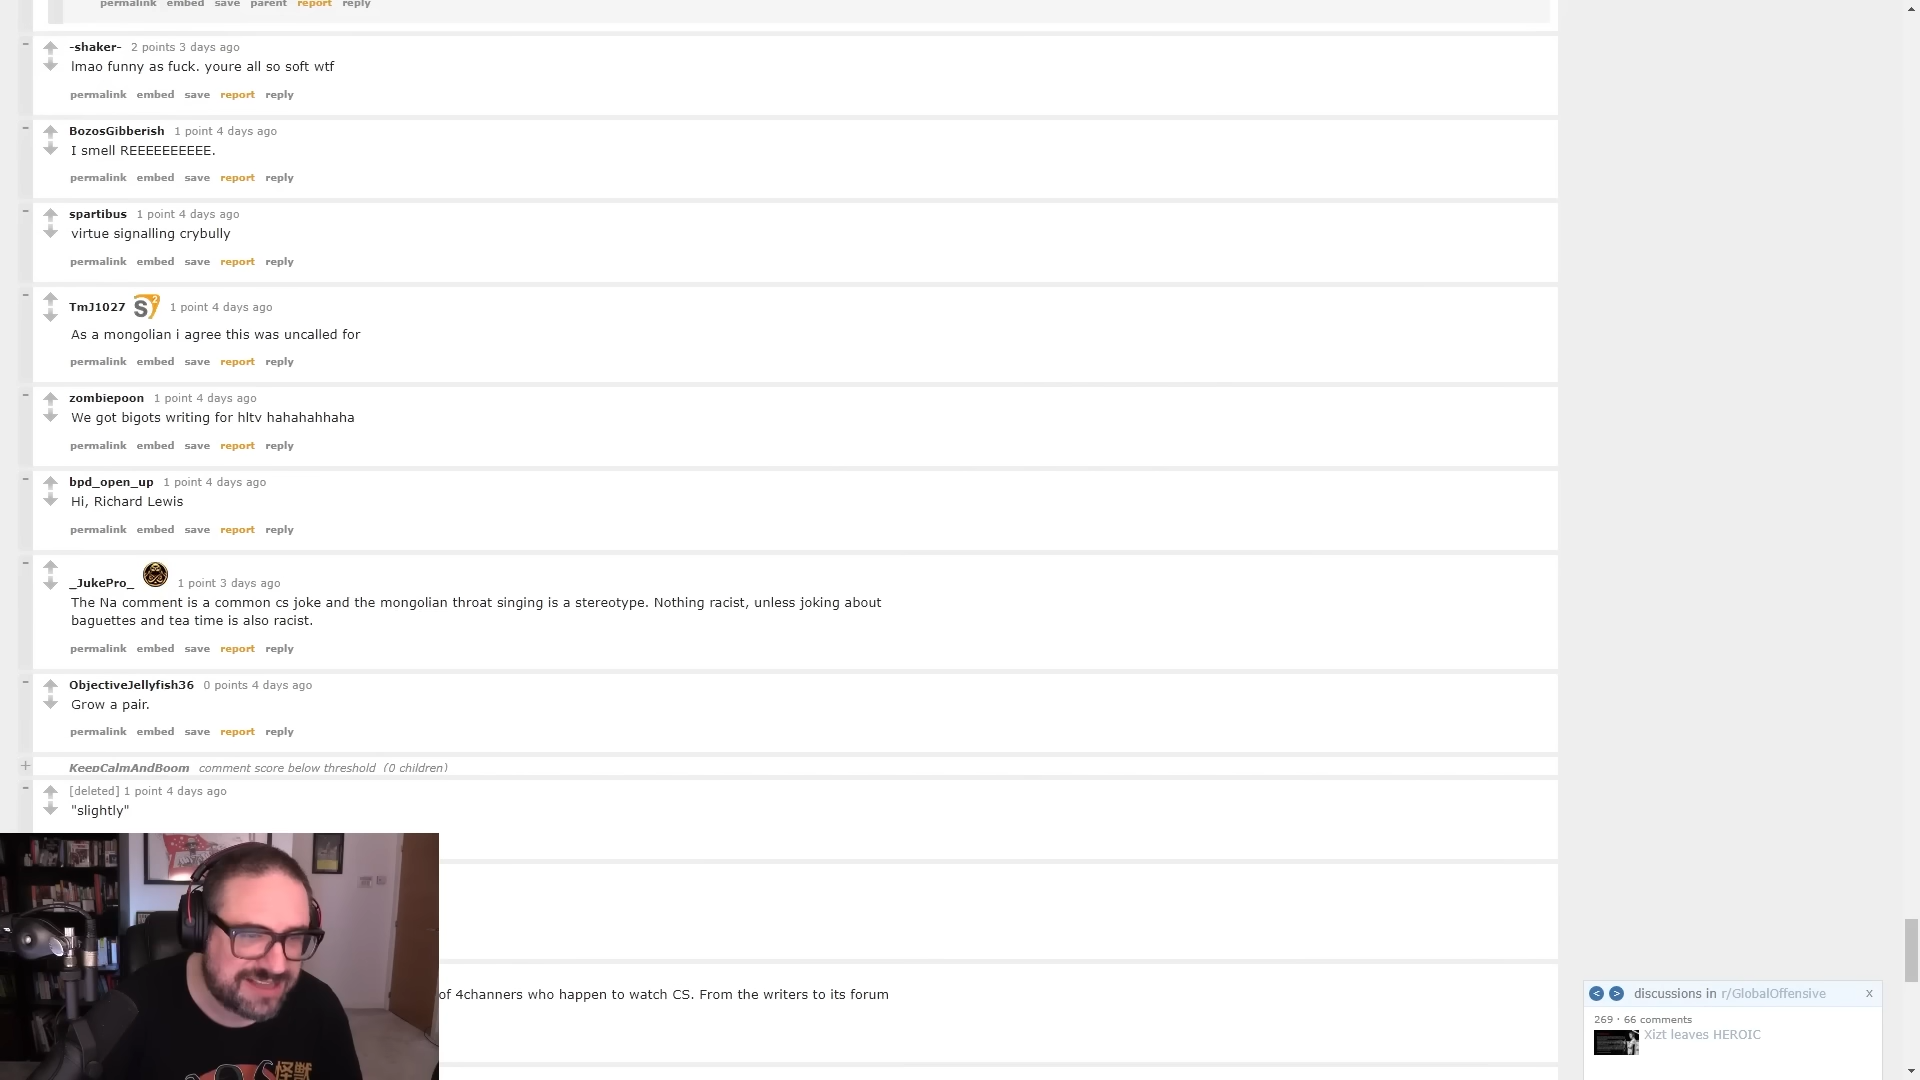 permalink embed save parent report reply
-shaker- 2 points 3 days ago
lmao funny as fuck. youre all so soft wtf
permalink embed save report reply
BozosGibberish 1 point 4 days ago
I smell REEEEEEEEEE.
permalink embed save report reply
spartibus 1 point 4 days ago
virtue signalling crybully
permalink embed save report reply
TmJ1027 1 point 4 days ago
As a mongolian i agree this was uncalled for
permalink embed save report reply
zombiepoon 1 point 4 days ago
We got bigots writing for hltv hahahahhaha
permalink embed save report reply
bpd_open_up 1 point 4 days ago
Hi, Richard Lewis
permalink embed save report reply
_JukePro_ 1 point 3 days ago
The Na comment is a common cs joke and the mongolian throat singing is a stereotype. Nothing racist, unless joking about
baguettes and tea time is also racist.
permalink embed save report reply
ObjectiveJellyfish36 0 points 4 days ago
Grow a pair.
permalink embed save report reply
KeepCalmAndBoom comment score below threshold (0 children)
[deleted] 1 point 4 days ago
"slightly"
of 4channers who happen to watch CS. From the writers to its forum
discussions in r/GlobalOffensive X
269 · 66 comments
Xizt leaves HEROIC